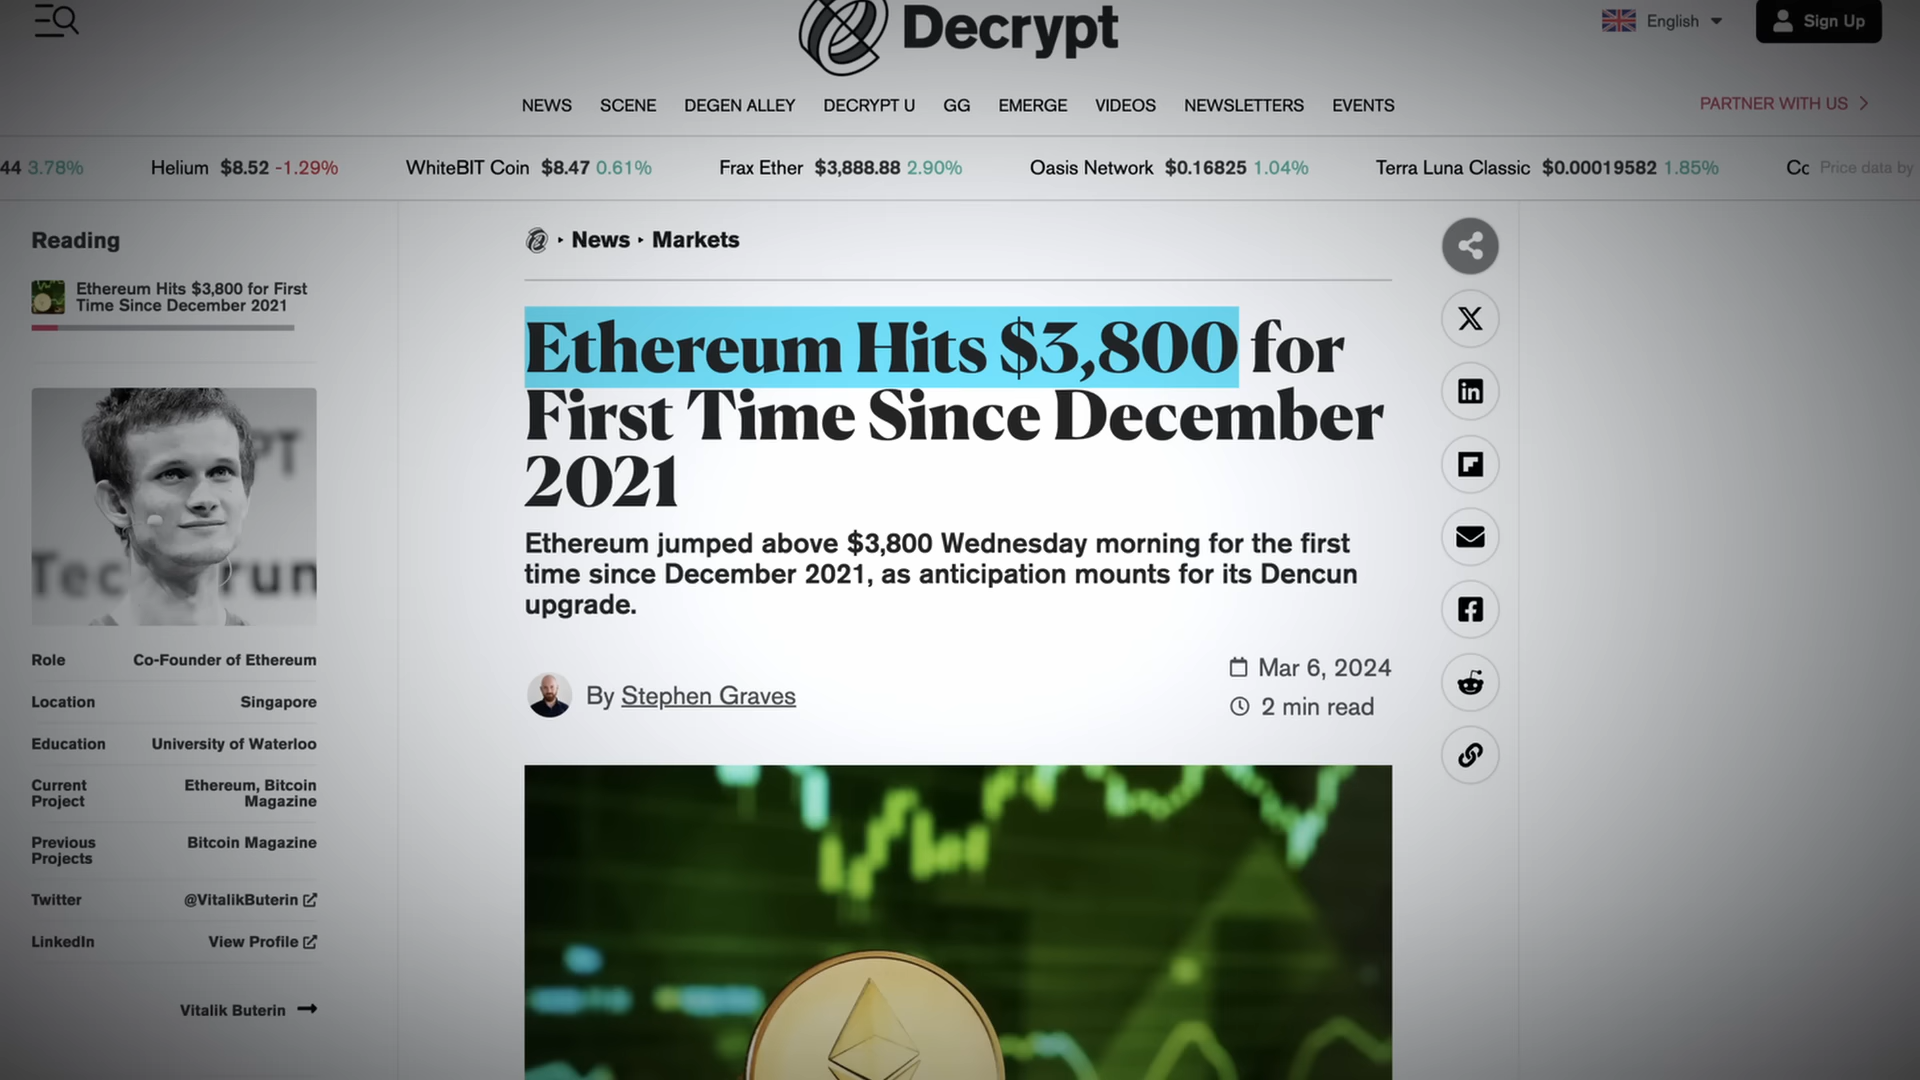 Decrypt
English
Sign Up
NEWS SCENE DEGEN ALLEY DECRYPT U GG EMERGE VIDEOS NEWSLETTERS EVENTS
PARTNER WITH US
44 3.78% Helium $8.52 -1.29% WhiteBIT Coin $8.47 0.61% Frax Ether $3,888.88 2.90% Oasis Network $0.16825 1.04% Terra Luna Classic $0.00019582 1.85% Co Price data by
Reading
Ethereum Hits $3,800 for First
Time Since December 2021
PT
Tec run
Role Co-Founder of Ethereum
Location Singapore
Education University of Waterloo
Current Project Ethereum, Bitcoin Magazine
Previous Projects Bitcoin Magazine
Twitter @VitalikButerin
LinkedIn View Profile
Vitalik Buterin
News Markets
Ethereum Hits $3,800 for
First Time Since December
2021
Ethereum jumped above $3,800 Wednesday morning for the first
time since December 2021, as anticipation mounts for its Dencun
upgrade.
By Stephen Graves
Mar 6, 2024
2 min read